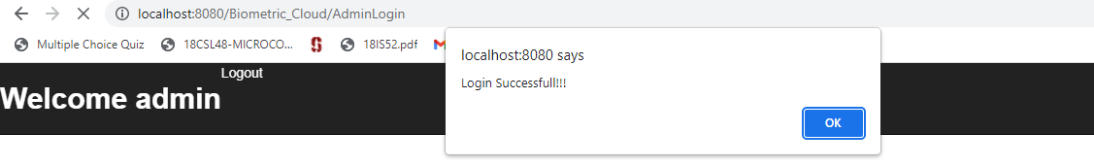 localhost:8080/Biometric_Cloud/AdminLogin
Multiple Choice Quiz 18CSL48-MICROCO... 18IS52.pdf
localhost:8080 says
Login Successfull!!!
OK
Logout
Welcome admin